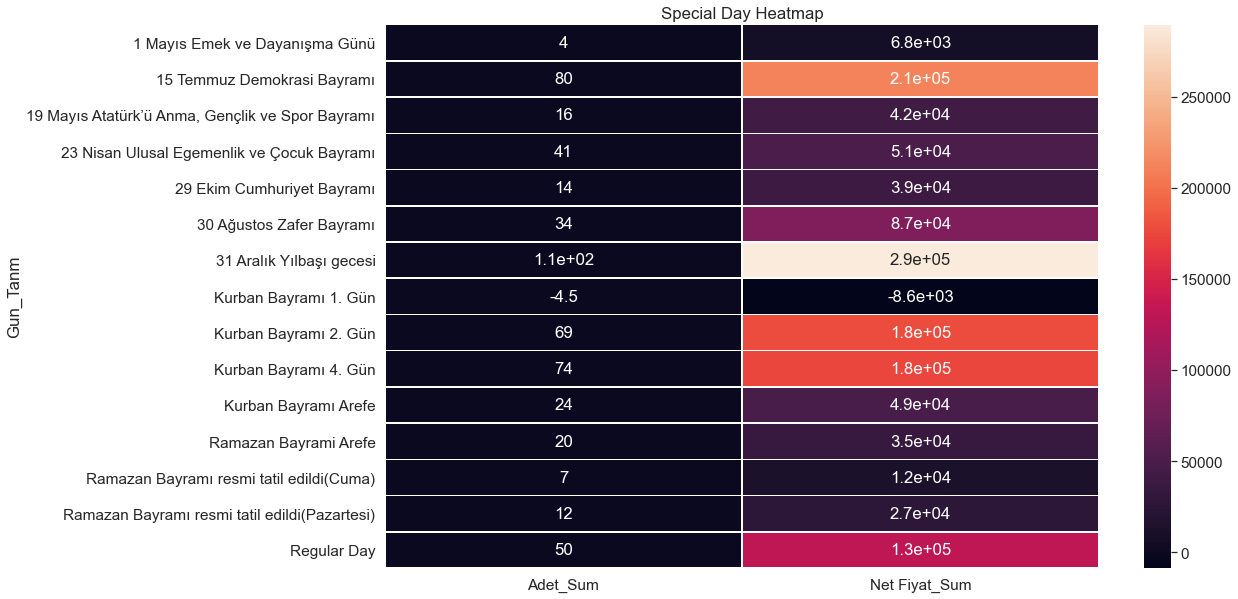 Special Day Heatmap
Gun_Tanm
1 Mayıs Emek ve Dayanışma Günü 4 6.8e+03
15 Temmuz Demokrasi Bayramı 80 2.1e+05
19 Mayıs Atatürk’ü Anma, Gençlik ve Spor Bayramı 16 4.2e+04
23 Nisan Ulusal Egemenlik ve Çocuk Bayramı 41 5.1e+04
29 Ekim Cumhuriyet Bayramı 14 3.9e+04
30 Ağustos Zafer Bayramı 34 8.7e+04
31 Aralık Yılbaşı gecesi 1.1e+02 2.9e+05
Kurban Bayramı 1. Gün -4.5 -8.6e+03
Kurban Bayramı 2. Gün 69 1.8e+05
Kurban Bayramı 4. Gün 74 1.8e+05
Kurban Bayramı Arefe 24 4.9e+04
Ramazan Bayrami Arefe 20 3.5e+04
Ramazan Bayramı resmi tatil edildi(Cuma) 7 1.2e+04
Ramazan Bayramı resmi tatil edildi(Pazartesi) 12 2.7e+04
Regular Day 50 1.3e+05
Adet_Sum Net Fiyat_Sum
250000
200000
150000
100000
50000
0